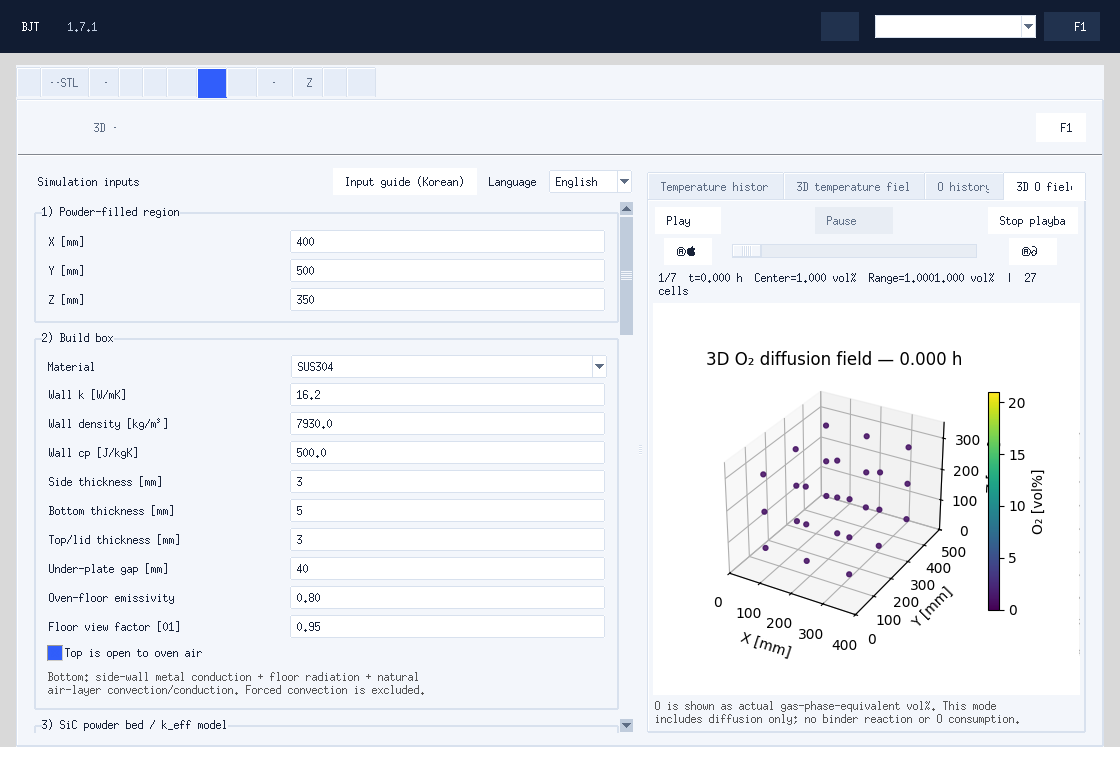 BJT 1.7.1
F1
--STL - - Z
3D -
F1
Simulation inputs
Input guide (Korean)
Language
English
1) Powder-filled region
X [mm] 400
Y [mm] 500
Z [mm] 350
2) Build box
Material SUS304
Wall k [W/mK] 16.2
Wall density [kg/m³] 7930.0
Wall cp [J/kgK] 500.0
Side thickness [mm] 3
Bottom thickness [mm] 5
Top/lid thickness [mm] 3
Under-plate gap [mm] 40
Oven-floor emissivity 0.80
Floor view factor [01] 0.95
Top is open to oven air
Bottom: side-wall metal conduction + floor radiation + natural
air-layer convection/conduction. Forced convection is excluded.
3) SiC powder bed / k_eff model
Temperature histor
3D temperature fiel
O history
3D O field
Play
Pause
Stop playba
1/7 t=0.000 h Center=1.000 vol% Range=1.0001.000 vol% | 27
cells
3D O₂ diffusion field — 0.000 h
300
200
100
0
500
400
300
200
100
0
0
100
200
300
400
X [mm]
Y [mm]
20
15
10
5
0
O₂ [vol%]
O is shown as actual gas-phase-equivalent vol%. This mode
includes diffusion only; no binder reaction or O consumption.